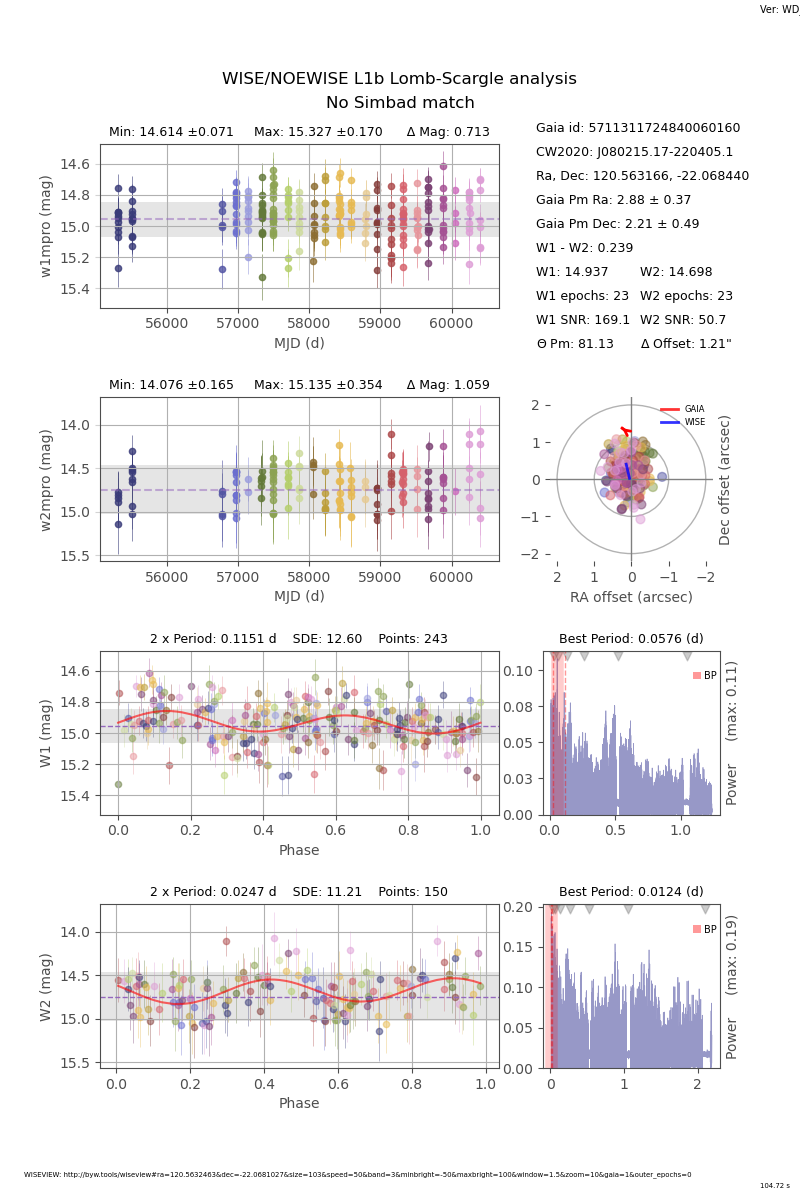 Ver: WD_
WISE/NOEWISE L1b Lomb-Scargle analysis
No Simbad match
Min: 14.614 ±0.071 Max: 15.327 ±0.170 Δ Mag: 0.713
14.6
14.8
15.0
15.2
15.4
w1mpro (mag)
56000 57000 58000 59000 60000
MJD (d)
Gaia id: 5711311724840060160
CW2020: J080215.17-220405.1
Ra, Dec: 120.563166, -22.068440
Gaia Pm Ra: 2.88 ± 0.37
Gaia Pm Dec: 2.21 ± 0.49
W1 - W2: 0.239
W1: 14.937 W2: 14.698
W1 epochs: 23 W2 epochs: 23
W1 SNR: 169.1 W2 SNR: 50.7
Θ Pm: 81.13 Δ Offset: 1.21"
Min: 14.076 ±0.165 Max: 15.135 ±0.354 Δ Mag: 1.059
14.0
14.5
15.0
15.5
w2mpro (mag)
56000 57000 58000 59000 60000
MJD (d)
GAIA
WISE
2
1
0
−1
−2
2 1 0 −1 −2
RA offset (arcsec)
Dec offset (arcsec)
2 x Period: 0.1151 d SDE: 12.60 Points: 243
14.6
14.8
15.0
15.2
15.4
W1 (mag)
0.0 0.2 0.4 0.6 0.8 1.0
Phase
Best Period: 0.0576 (d)
BP
0.10
0.08
0.05
0.03
0.00
0.0 0.5 1.0
Power (max: 0.11)
2 x Period: 0.0247 d SDE: 11.21 Points: 150
14.0
14.5
15.0
15.5
W2 (mag)
0.0 0.2 0.4 0.6 0.8 1.0
Phase
Best Period: 0.0124 (d)
BP
0.20
0.15
0.10
0.05
0.00
0 1 2
Power (max: 0.19)
WISEVIEW: http://byw.tools/wiseview#ra=120.5632463&dec=-22.0681027&size=103&speed=50&band=3&minbright=-50&maxbright=100&window=1.5&zoom=10&gaia=1&outer_epochs=0
104.72 s